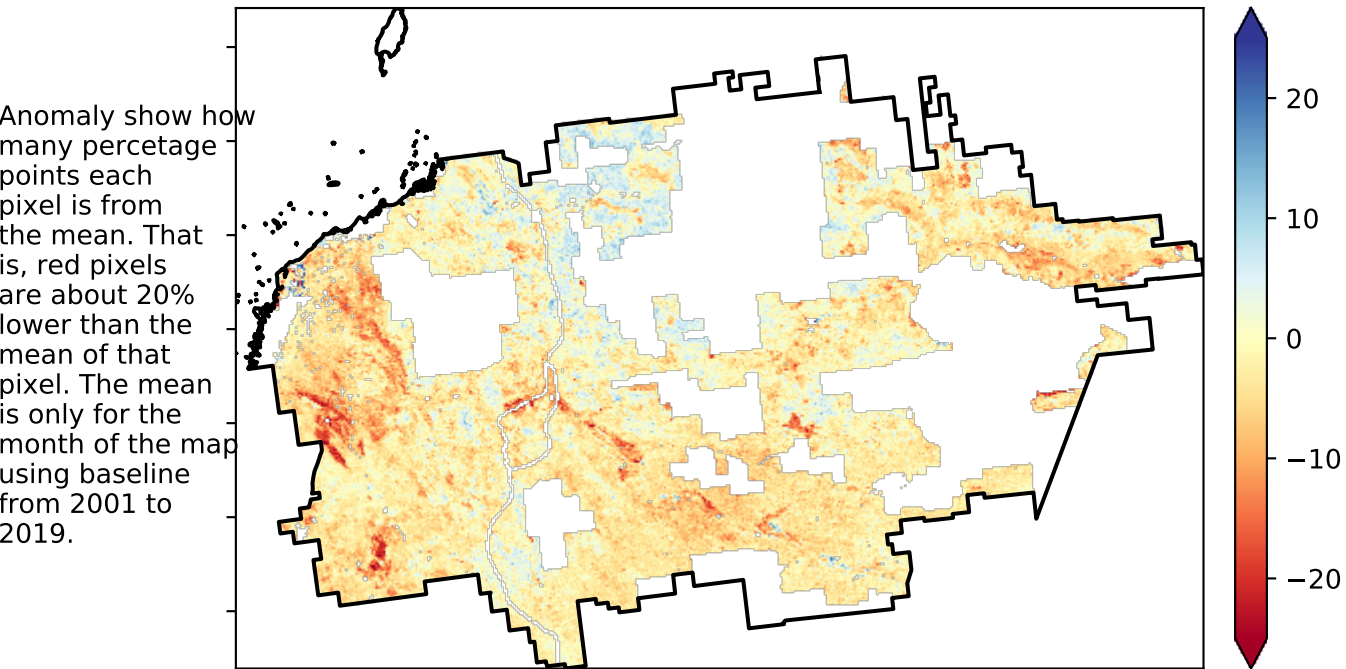 Anomaly show how
many percetage
points each
pixel is from
the mean. That
is, red pixels
are about 20%
lower than the
mean of that
pixel. The mean
is only for the
month of the map
using baseline
from 2001 to
2019.
20
10
0
−10
−20